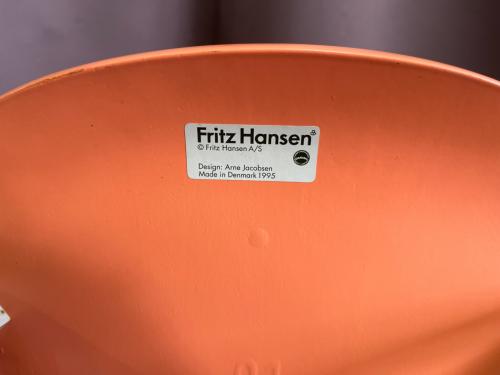 Fritz Hansen
© Fritz Hansen A/S
Design: Arne Jacobsen
Made in Denmark 1995